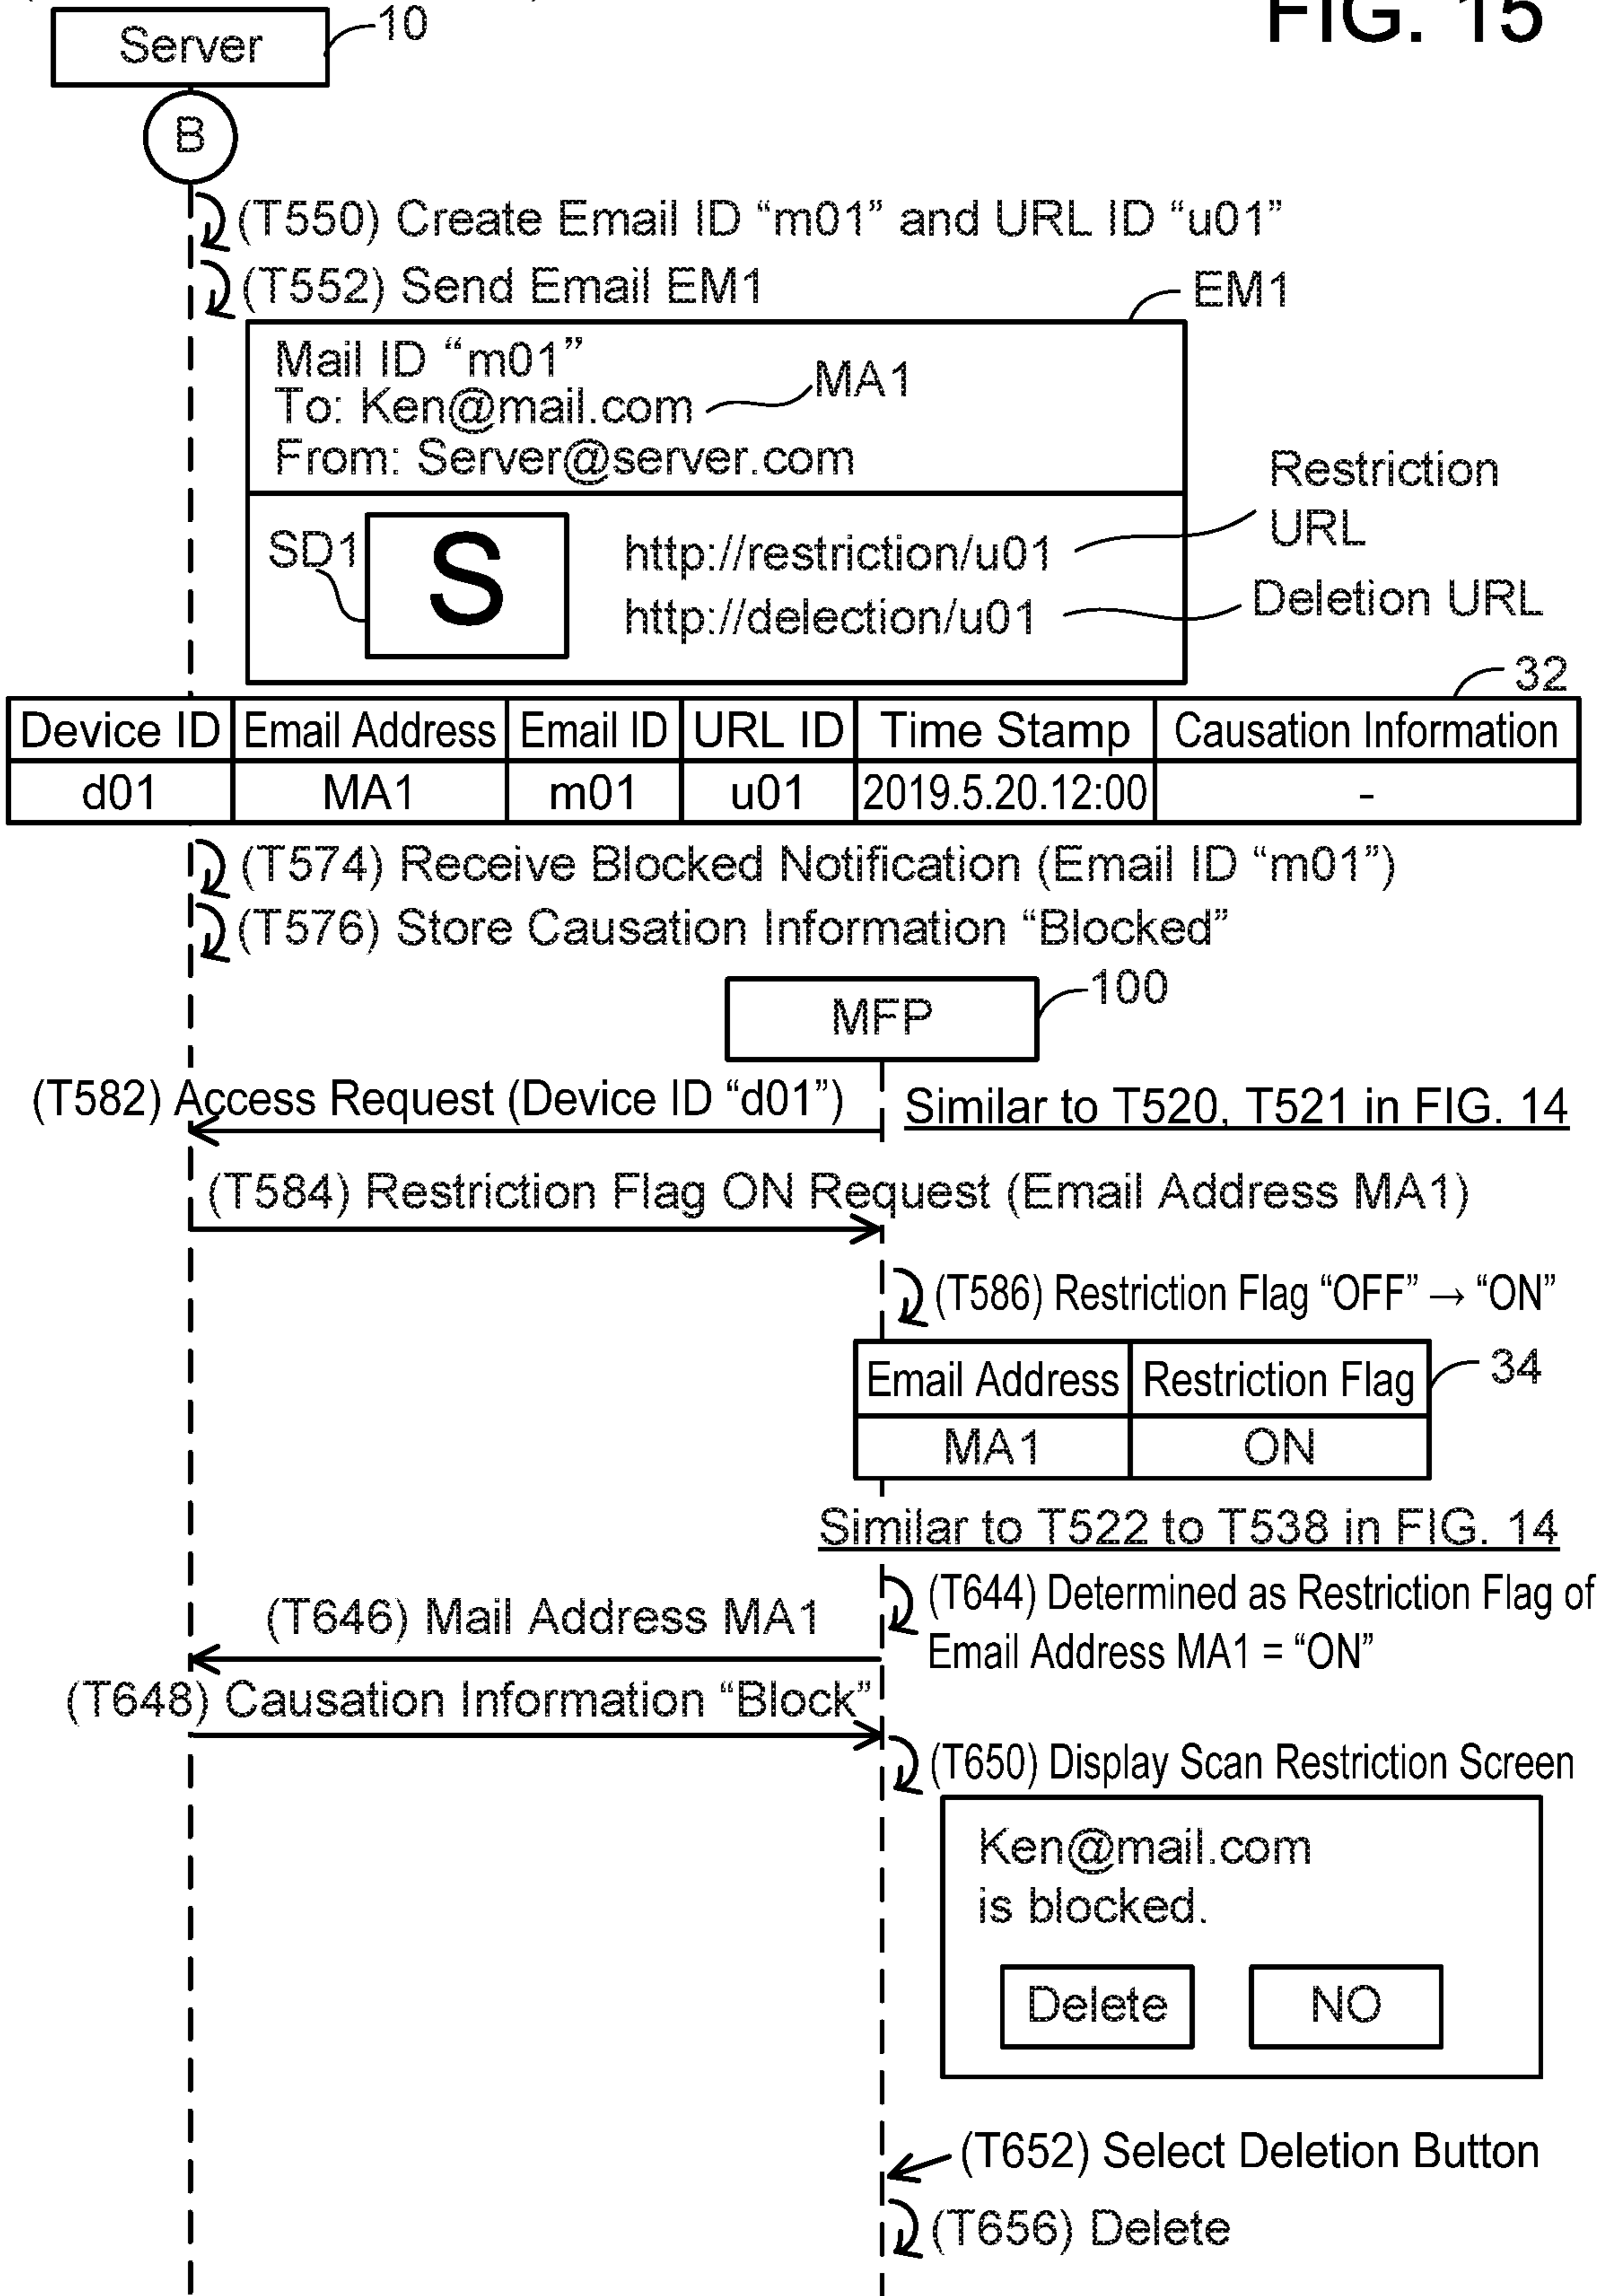 FIG. 15
Server
10
B
(T550) Create Email ID “m01” and URL ID “u01”
(T552) Send Email EM1
EM1
Mail ID “m01”
To: Ken@mail.com
MA1
From: Server@server.com
SD1
S
http://restriction/u01
Restriction
URL
http://delection/u01
Deletion URL
32
Device ID Email Address Email ID URL ID Time Stamp Causation Information
d01 MA1 m01 u01 2019.5.20.12:00 -
(T574) Receive Blocked Notification (Email ID “m01”)
(T576) Store Causation Information “Blocked”
MFP
100
(T582) Access Request (Device ID “d01”)
Similar to T520, T521 in FIG. 14
(T584) Restriction Flag ON Request (Email Address MA1)
(T586) Restriction Flag “OFF” → “ON”
Email Address Restriction Flag
34
MA1 ON
Similar to T522 to T538 in FIG. 14
(T644) Determined as Restriction Flag of
Email Address MA1 = “ON”
(T646) Mail Address MA1
(T648) Causation Information “Block”
(T650) Display Scan Restriction Screen
Ken@mail.com
is blocked.
Delete
NO
(T652) Select Deletion Button
(T656) Delete